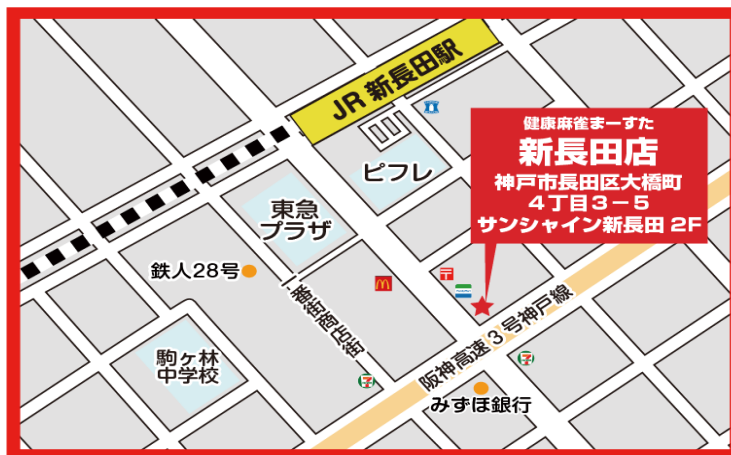 JR 新長田駅
健康麻雀まーすた
新長田店
神戸市長田区大橋町
4丁目3－5
サンシャイン新長田 2F
ピフレ
東急
プラザ
鉄人28号
一番街商店街
駒ヶ林
中学校
阪神高速3号神戸線
みずほ銀行